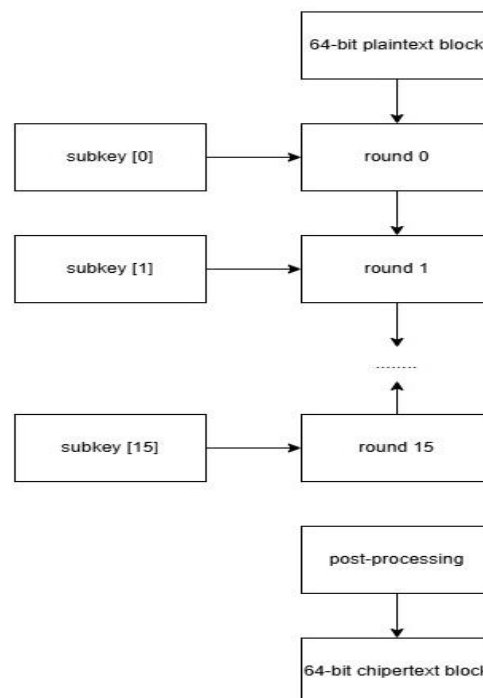 64-bit plaintext block
subkey [0]
round 0
subkey [1]
round 1
........
subkey [15]
round 15
post-processing
64-bit chipertext block